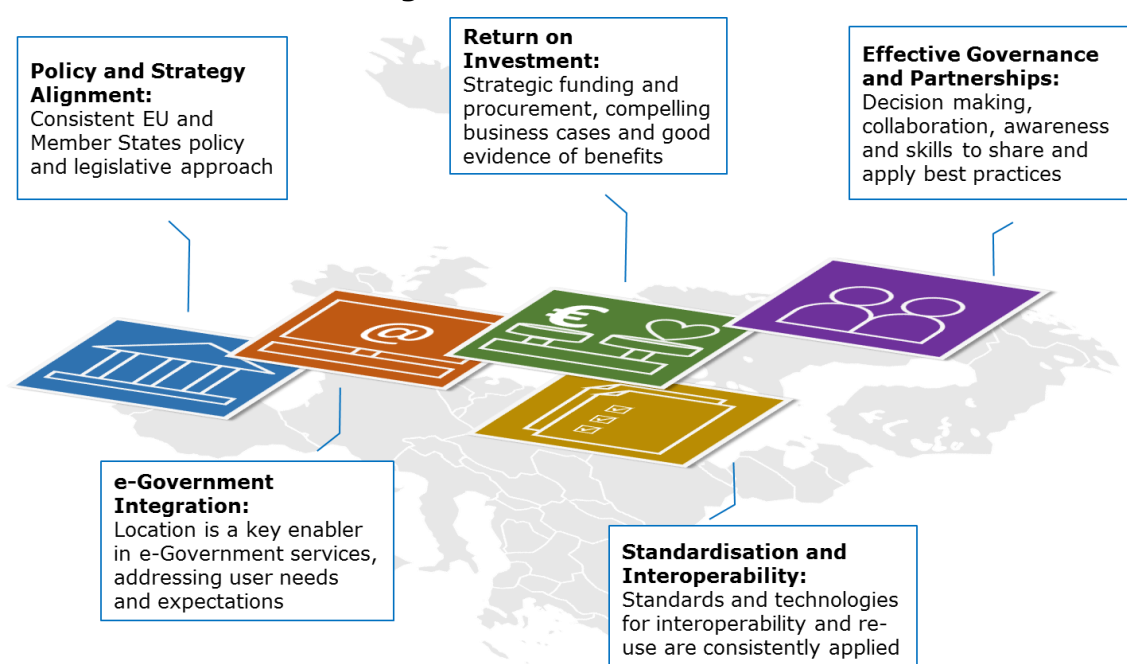 Policy and Strategy
Alignment:
Consistent EU and
Member States policy
and legislative approach
Return on
Investment:
Strategic funding and
procurement, compelling
business cases and good
evidence of benefits
Effective Governance
and Partnerships:
Decision making,
collaboration, awareness
and skills to share and
apply best practices
@
€
e-Government
Integration:
Location is a key enabler
in e-Government services,
addressing user needs
and expectations
Standardisation and
Interoperability:
Standards and technologies
for interoperability and re-
use are consistently applied